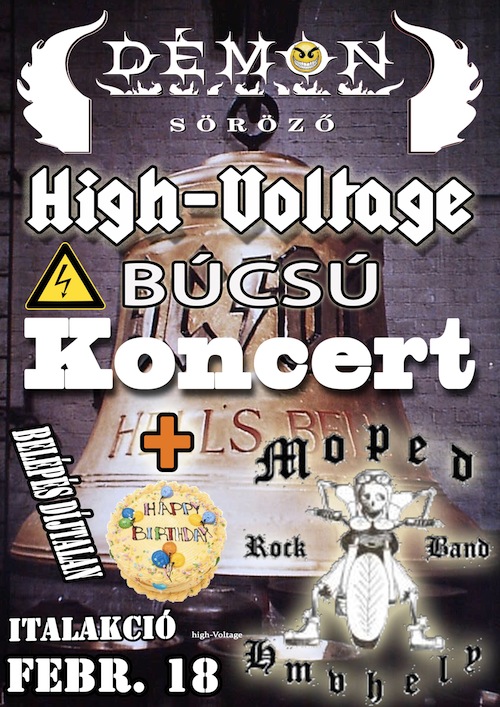 DÉMON
SÖRÖZŐ
High-Voltage
BÚCSÚ
Koncert
HELL'S BELL
+
BELÉPÉS DÍJTALAN
HAPPY
BIRTHDAY
Moped
Rock Band
Hmvhely
ITALAKCIÓ
high-Voltage
FEBR. 18